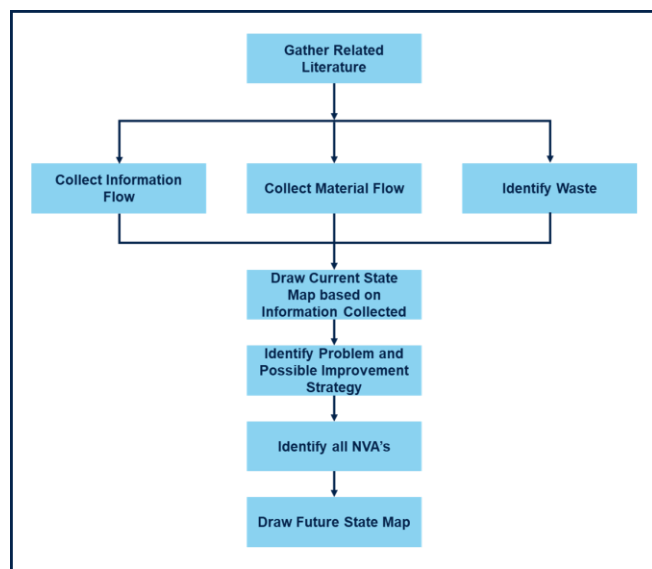 Gather Related
Literature
Collect Information
Flow
Collect Material Flow
Identify Waste
Draw Current State
Map based on
Information Collected
Identify Problem and
Possible Improvement
Strategy
Identify all NVA's
Draw Future State Map